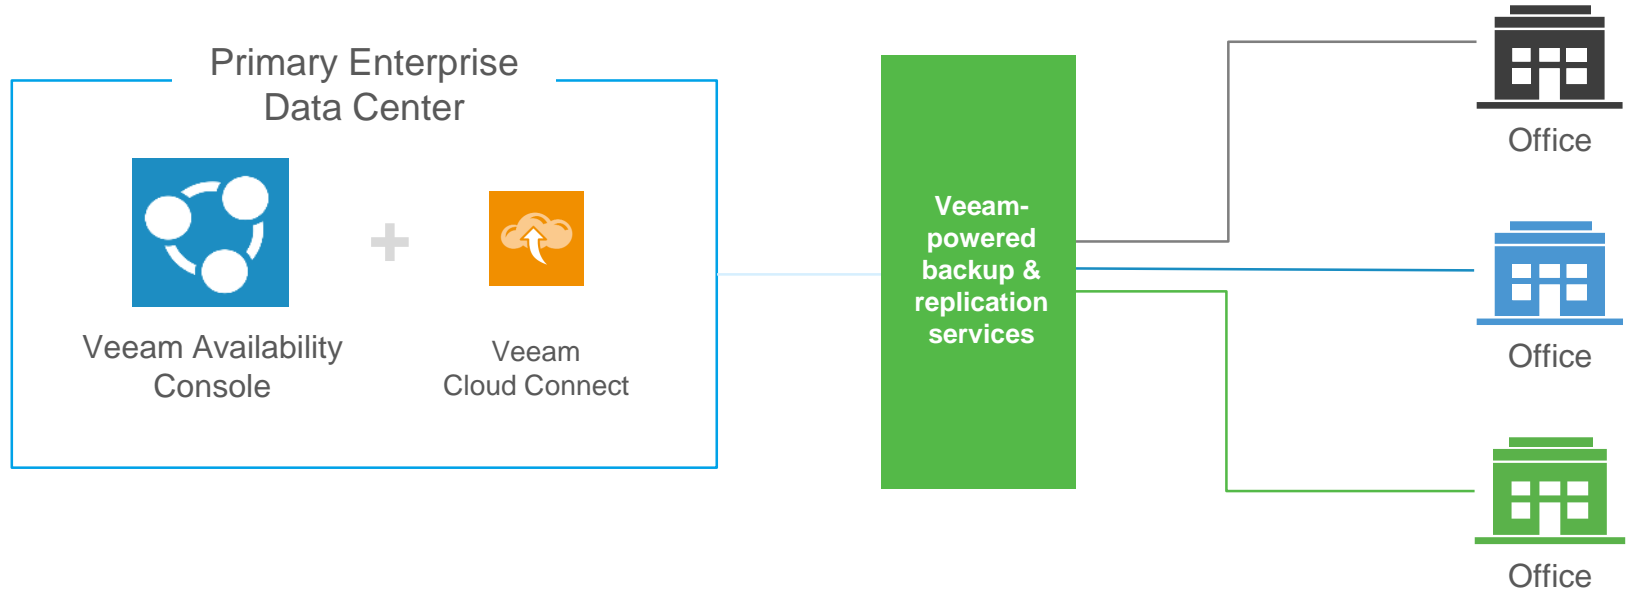 Primary Enterprise
Data Center
Veeam Availability
Console
Veeam
Cloud Connect
Veeam-
powered
backup &
replication
services
Office
Office
Office